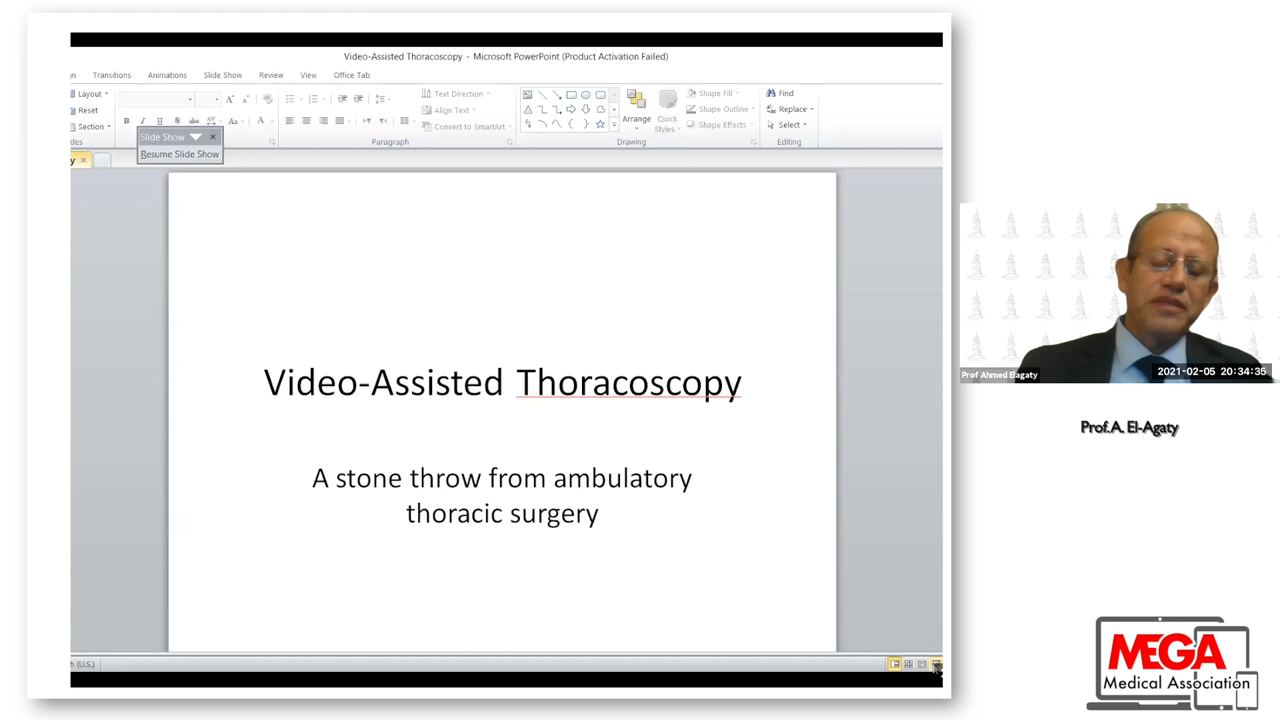 Video-Assisted Thoracoscopy - Microsoft PowerPoint (Product Activation Failed)
Transitions Animations Slide Show Review View Office Tab
Layout
Reset
Section
Text Direction
Align Text
Convert to SmartArt
Arrange
Quick
Styles
Shape Fill
Shape Outline
Shape Effects
Find
Replace
Select
Paragraph
Drawing
Editing
Slide Show
Resume Slide Show
Video-Assisted Thoracoscopy
A stone throw from ambulatory
thoracic surgery
(U.S.)
Prof Ahmed Elagaty
2021-02-05 20:34:35
Prof.A. El-Agaty
MEGA
Medical Association